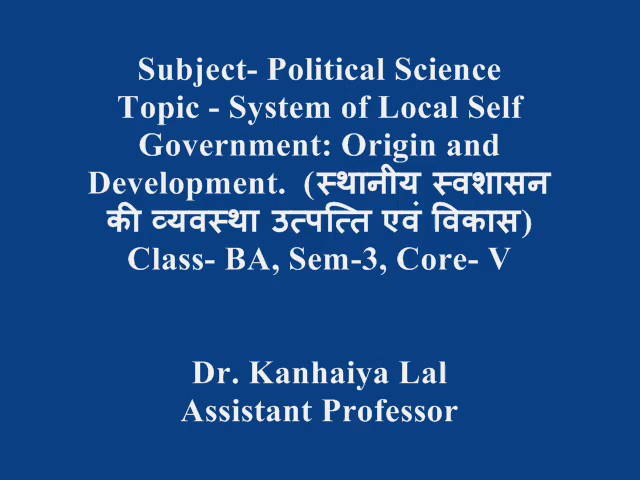 Subject- Political Science
Topic - System of Local Self
Government: Origin and
Development.  (स्थानीय स्वशासन
की व्यवस्था उत्पत्ति एवं विकास)
Class- BA, Sem-3, Core- V
Dr. Kanhaiya Lal
Assistant Professor